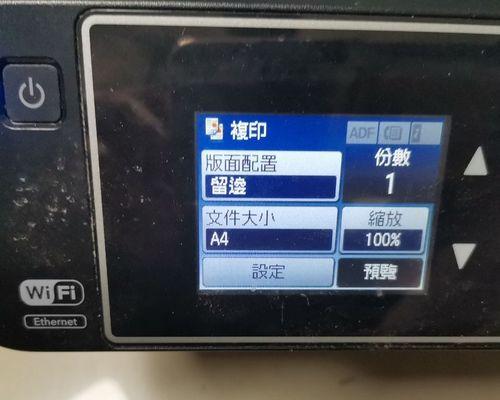 複印
ADF
版面配置
留邊
份數
1
文件大小
A4
縮放
100%
設定
預覽
WiFi
Ethernet